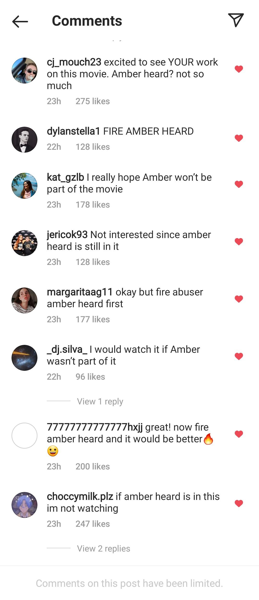 Comments
cj_mouch23 excited to see YOUR work
on this movie. Amber heard? not so
much
23h 275 likes
dylanstella1 FIRE AMBER HEARD
22h 128 likes
kat_gzlb I really hope Amber won't be
part of the movie
23h 178 likes
jericok93 Not interested since amber
heard is still in it
23h 128 likes
margaritaag11 okay but fire abuser
amber heard first
23h 177 likes
_dj.silva_ I would watch it if Amber
wasn't part of it
22h 96 likes
View 1 reply
77777777777777hxjj great! now fire
amber heard and it would be better🔥
😉
23h 200 likes
choccymilk.plz if amber heard is in this
im not watching
23h 247 likes
View 2 replies
Comments on this post have been limited.